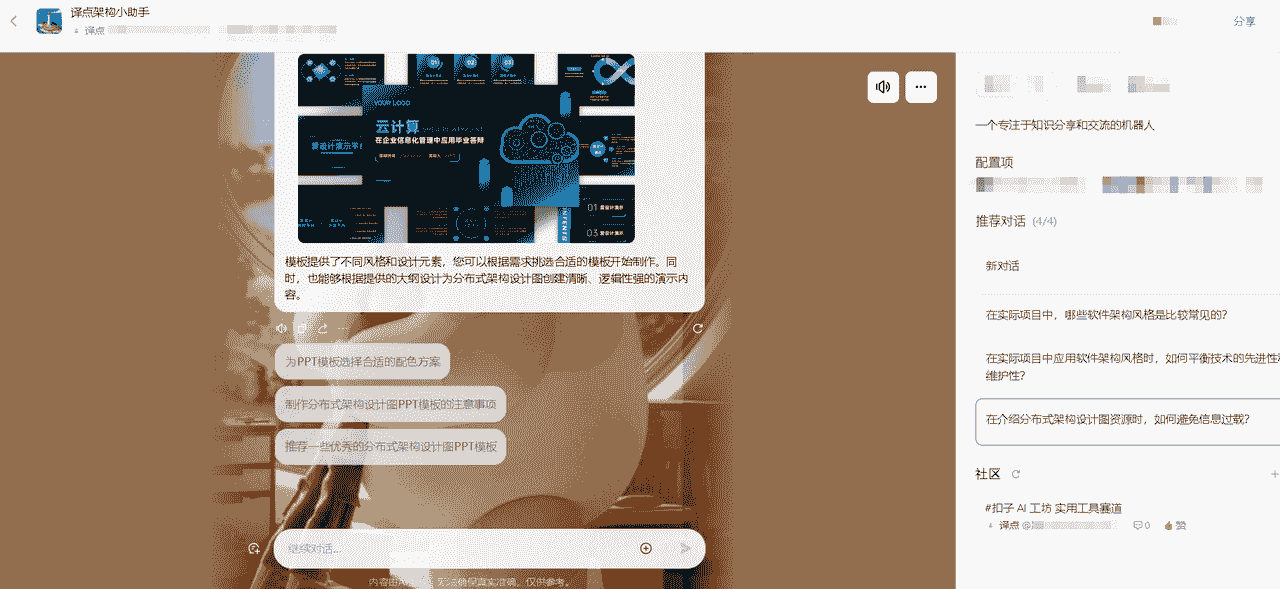 译点架构小助手
译点
分享
01 02 03
YOUR LOGO
云计算
在企业信息化管理中应用毕业答辩
01
03
模板提供了不同风格和设计元素，您可以根据需求挑选合适的模板开始制作。同
时，也能够根据提供的大纲设计为分布式架构设计图创建清晰、逻辑性强的演示内
容。
为PPT模板选择合适的配色方案
制作分布式架构设计图PPT模板的注意事项
推荐一些优秀的分布式架构设计图PPT模板
继续对话...
内容由AI 无法确保真实准确，仅供参考。
一个专注于知识分享和交流的机器人
配置项
推荐对话 (4/4)
新对话
在实际项目中，哪些软件架构风格是比较常见的？
在实际项目中应用软件架构风格时，如何平衡技术的先进性和
维护性？
在介绍分布式架构设计图资源时，如何避免信息过载？
社区
#扣子 AI 工坊 实用工具赛道
译点 @ 0 赞